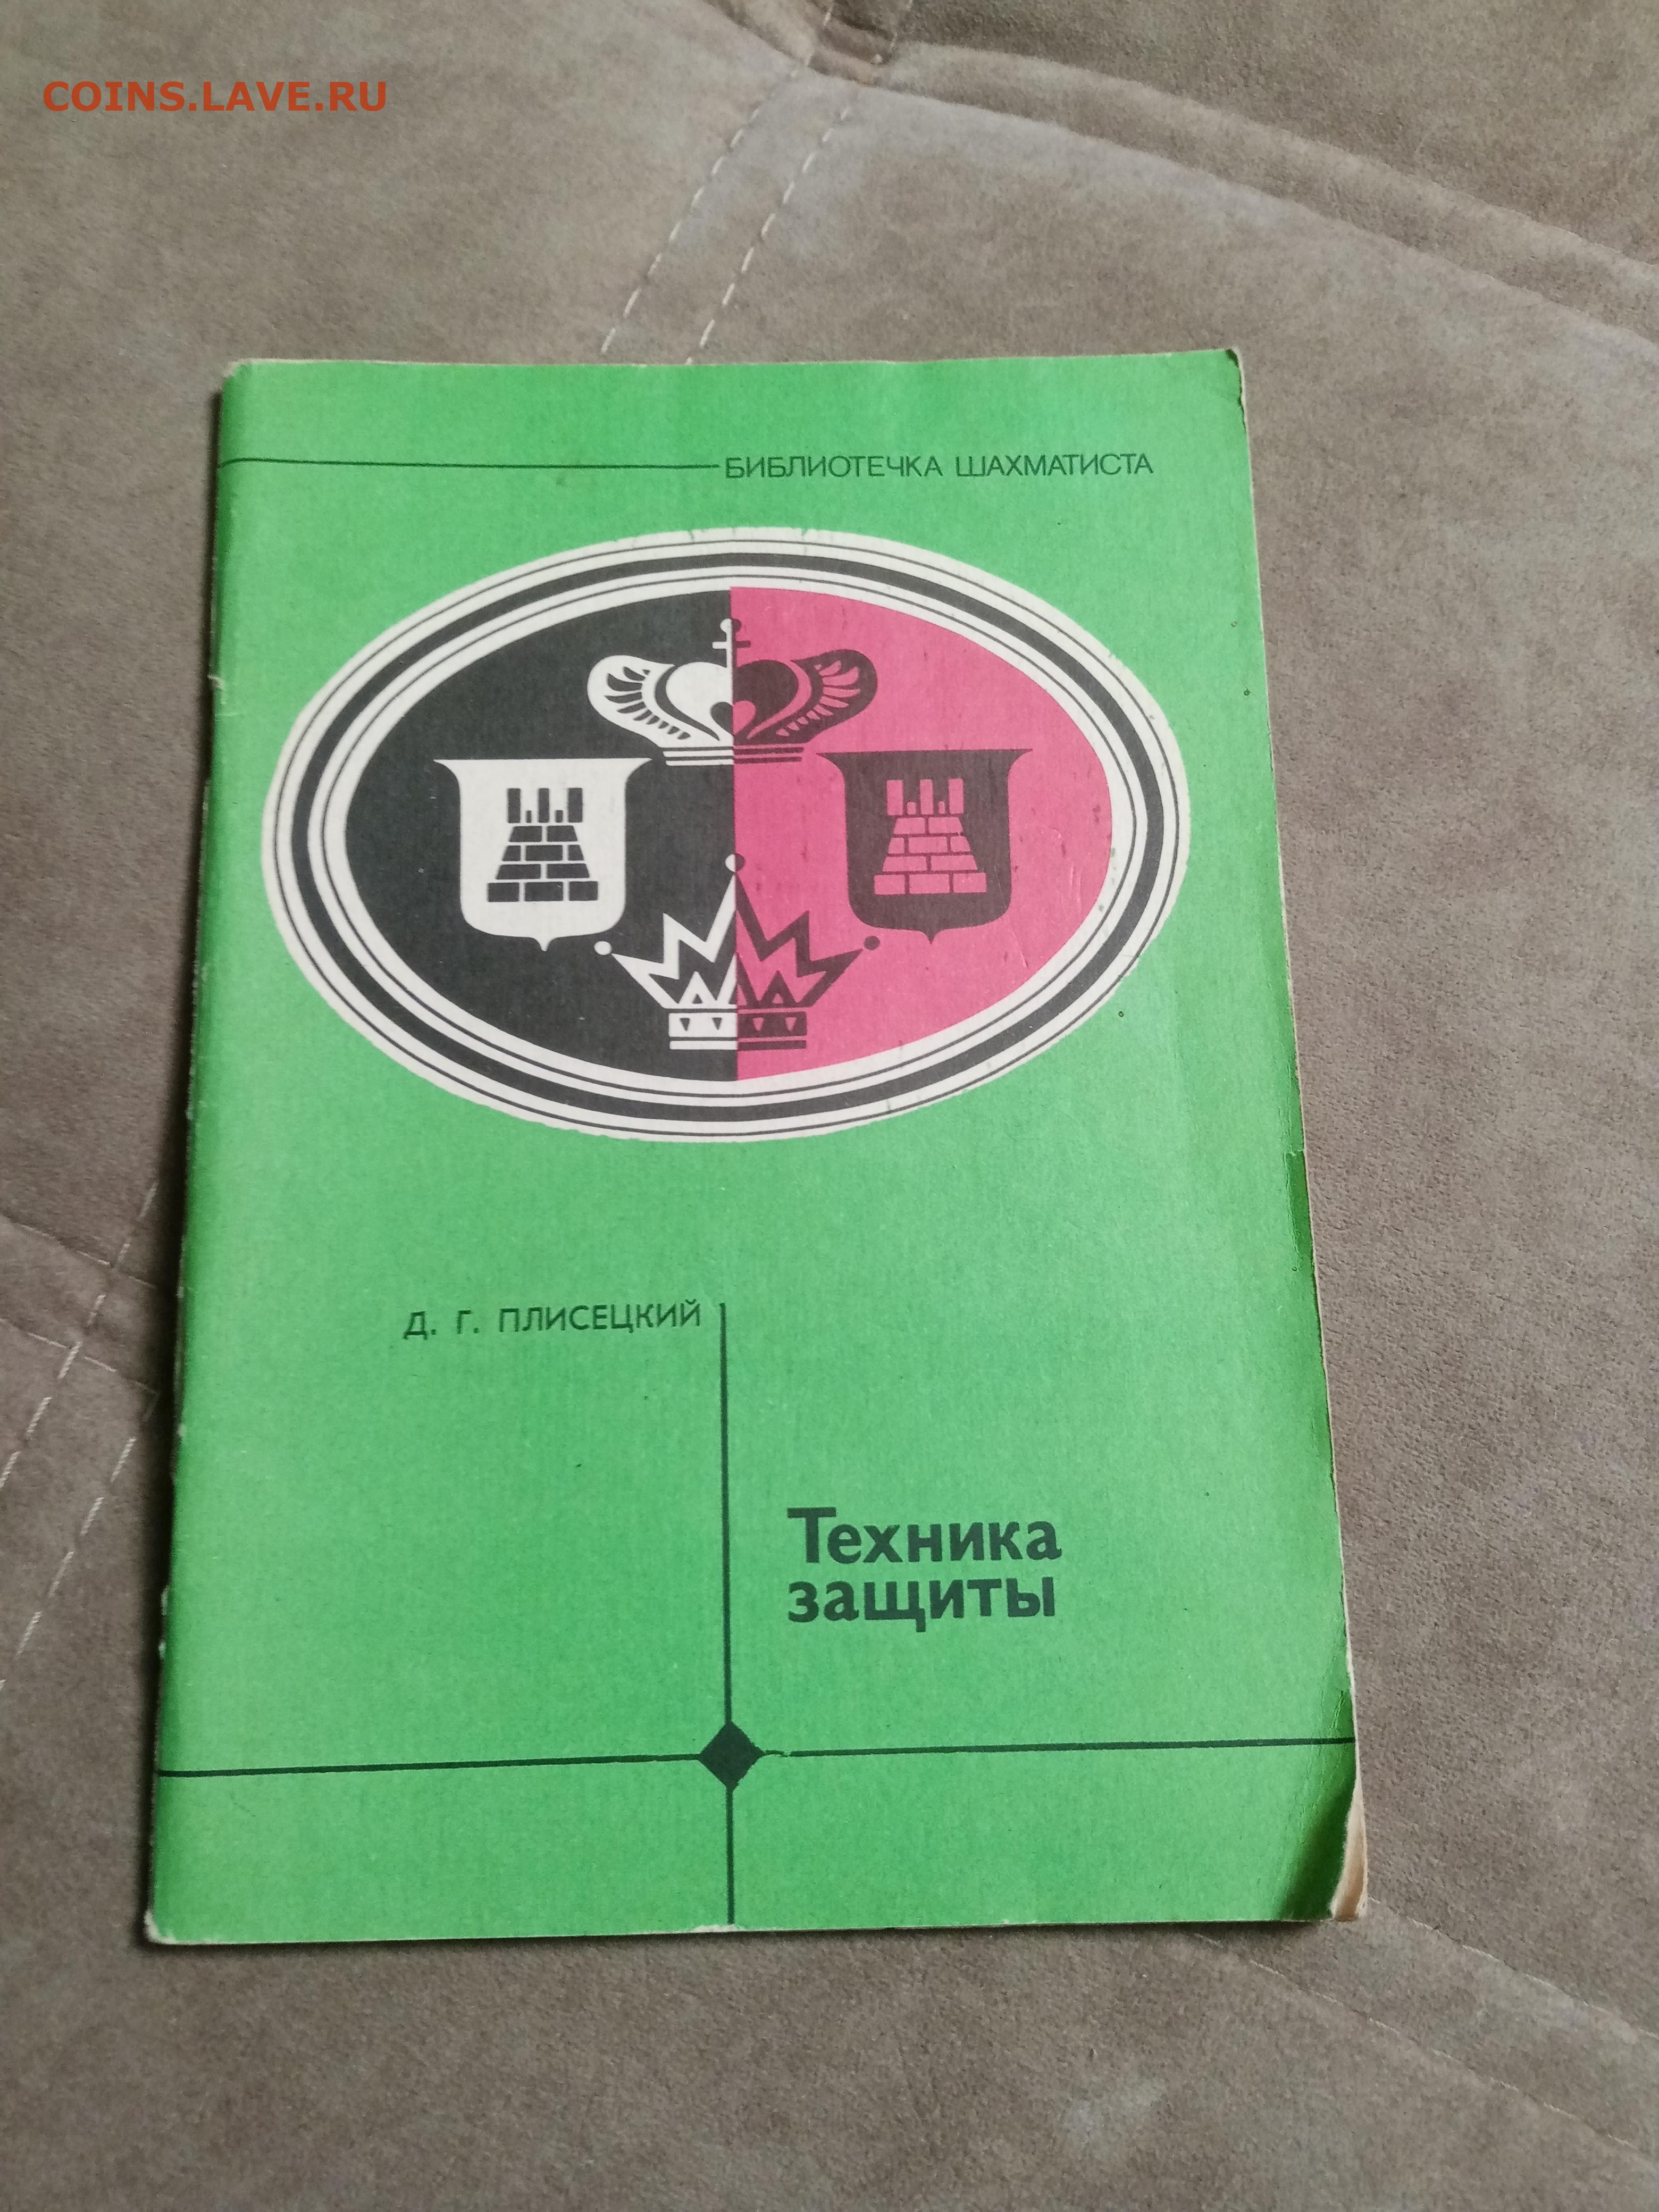 COINS.LAVE.RU
БИБЛИОТЕЧКА ШАХМАТИСТА
Д. Г. ПЛИСЕЦКИЙ
Техника
защиты